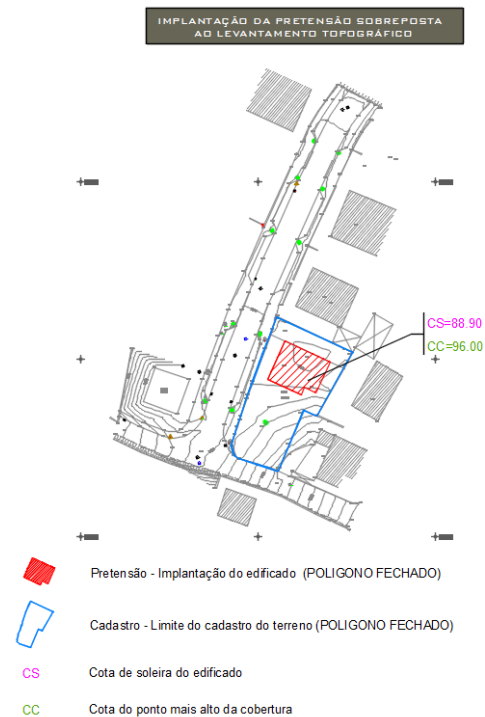 IMPLANTAÇÃO DA PRETENSÃO SOBREPOSTA
AO LEVANTAMENTO TOPOGRÁFICO
CS=88.90
CC=96.00
Pretensão - Implantação do edificado (POLIGONO FECHADO)
Cadastro - Limite do cadastro do terreno (POLIGONO FECHADO)
CS Cota de soleira do edificado
CC Cota do ponto mais alto da cobertura